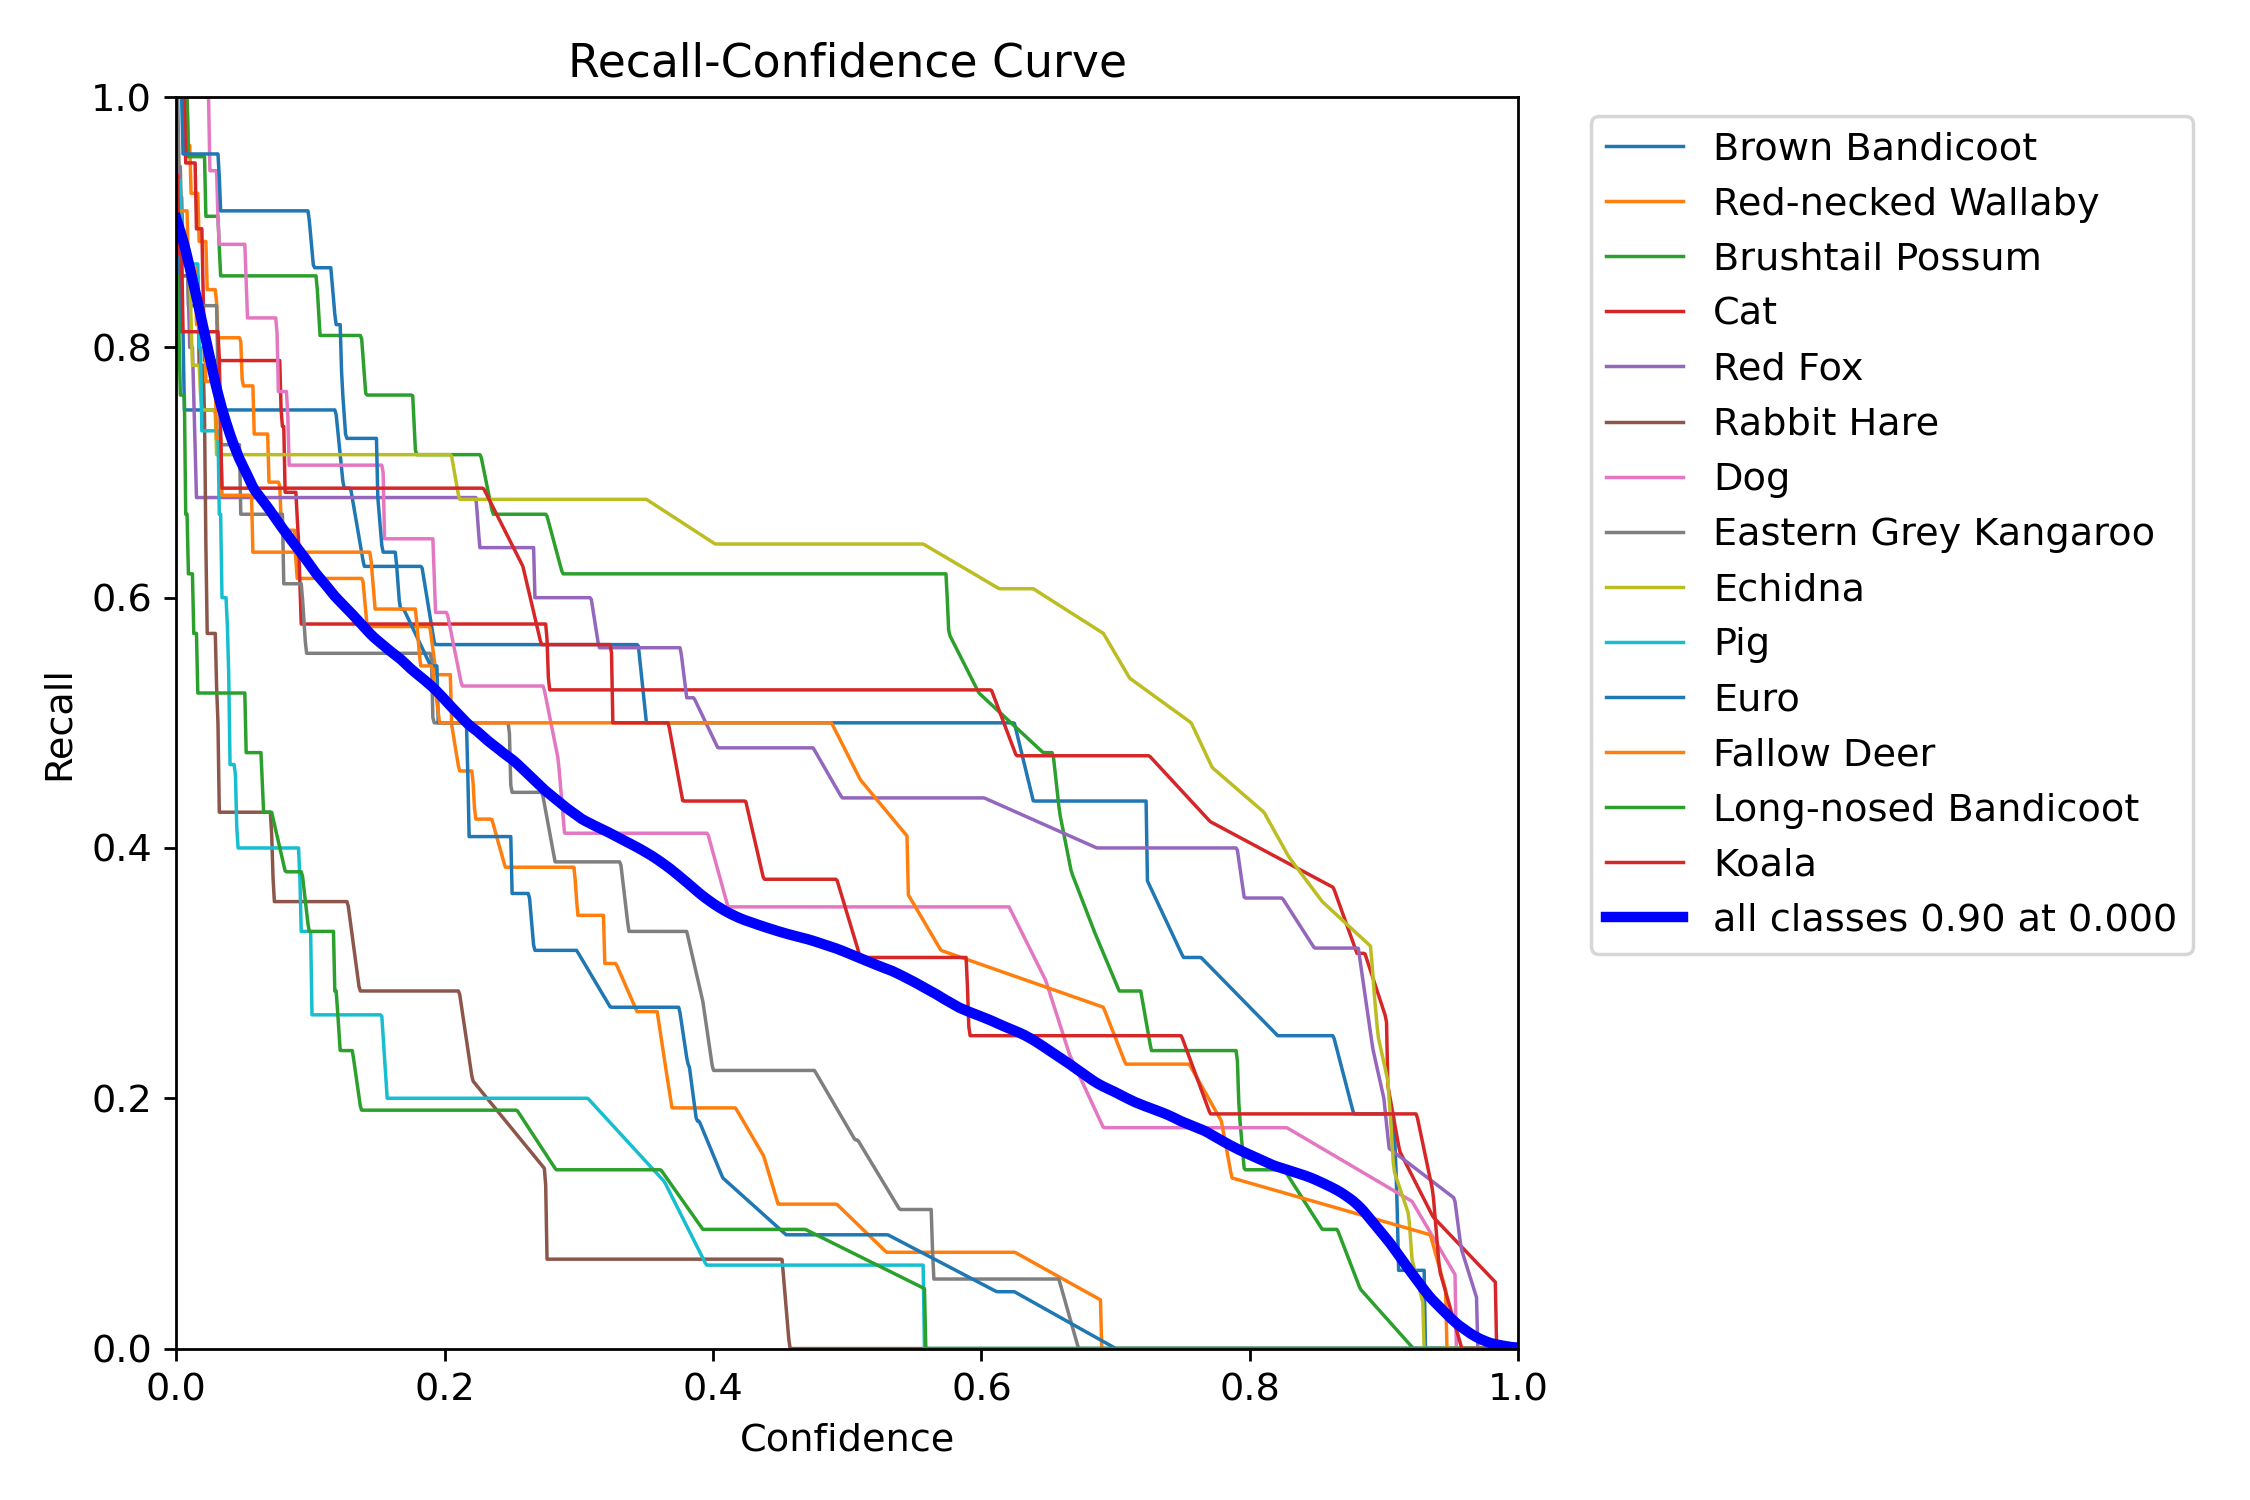 Recall-Confidence Curve
1.0
0.8
0.6
0.4
0.2
0.0
Recall
0.0 0.2 0.4 0.6 0.8 1.0
Confidence
Brown Bandicoot
Red-necked Wallaby
Brushtail Possum
Cat
Red Fox
Rabbit Hare
Dog
Eastern Grey Kangaroo
Echidna
Pig
Euro
Fallow Deer
Long-nosed Bandicoot
Koala
all classes 0.90 at 0.000